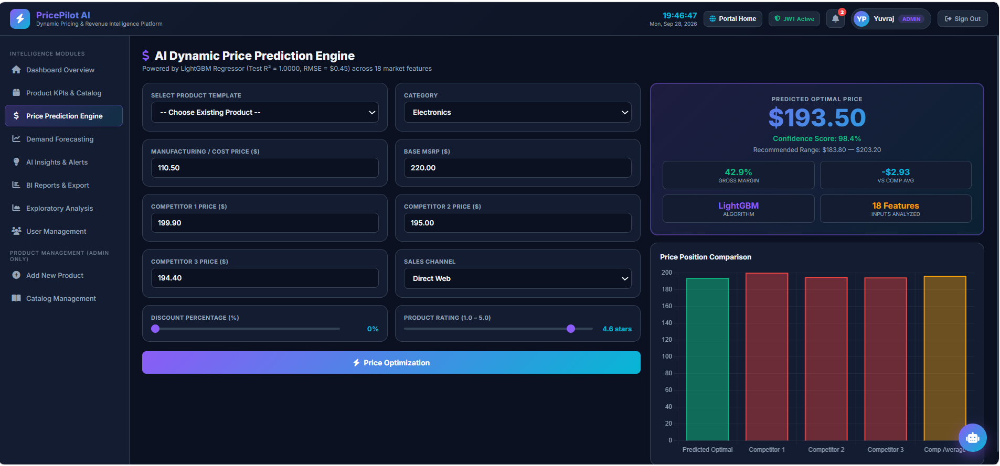 PricePilot AI
Dynamic Pricing & Revenue Intelligence Platform
19:46:47
Mon, Sep 28, 2026
Portal Home
JWT Active
3
YP
Yuvraj
ADMIN
Sign Out
INTELLIGENCE MODULES
Dashboard Overview
Product KPIs & Catalog
Price Prediction Engine
Demand Forecasting
AI Insights & Alerts
BI Reports & Export
Exploratory Analysis
User Management
PRODUCT MANAGEMENT (ADMIN
ONLY)
Add New Product
Catalog Management
$ AI Dynamic Price Prediction Engine
Powered by LightGBM Regressor (Test R² = 1.0000, RMSE = $0.45) across 18 market features
SELECT PRODUCT TEMPLATE
-- Choose Existing Product --
CATEGORY
Electronics
MANUFACTURING / COST PRICE ($)
110.50
BASE MSRP ($)
220.00
COMPETITOR 1 PRICE ($)
199.90
COMPETITOR 2 PRICE ($)
195.00
COMPETITOR 3 PRICE ($)
194.40
SALES CHANNEL
Direct Web
DISCOUNT PERCENTAGE (%)
0%
PRODUCT RATING (1.0 – 5.0)
4.6 stars
Price Optimization
PREDICTED OPTIMAL PRICE
$193.50
Confidence Score: 98.4%
Recommended Range: $183.80 — $203.20
42.9%
GROSS MARGIN
-$2.93
VS COMP AVG
LightGBM
ALGORITHM
18 Features
INPUTS ANALYZED
Price Position Comparison
200
180
160
140
120
100
80
60
40
20
0
Predicted Optimal
Competitor 1
Competitor 2
Competitor 3
Comp Average